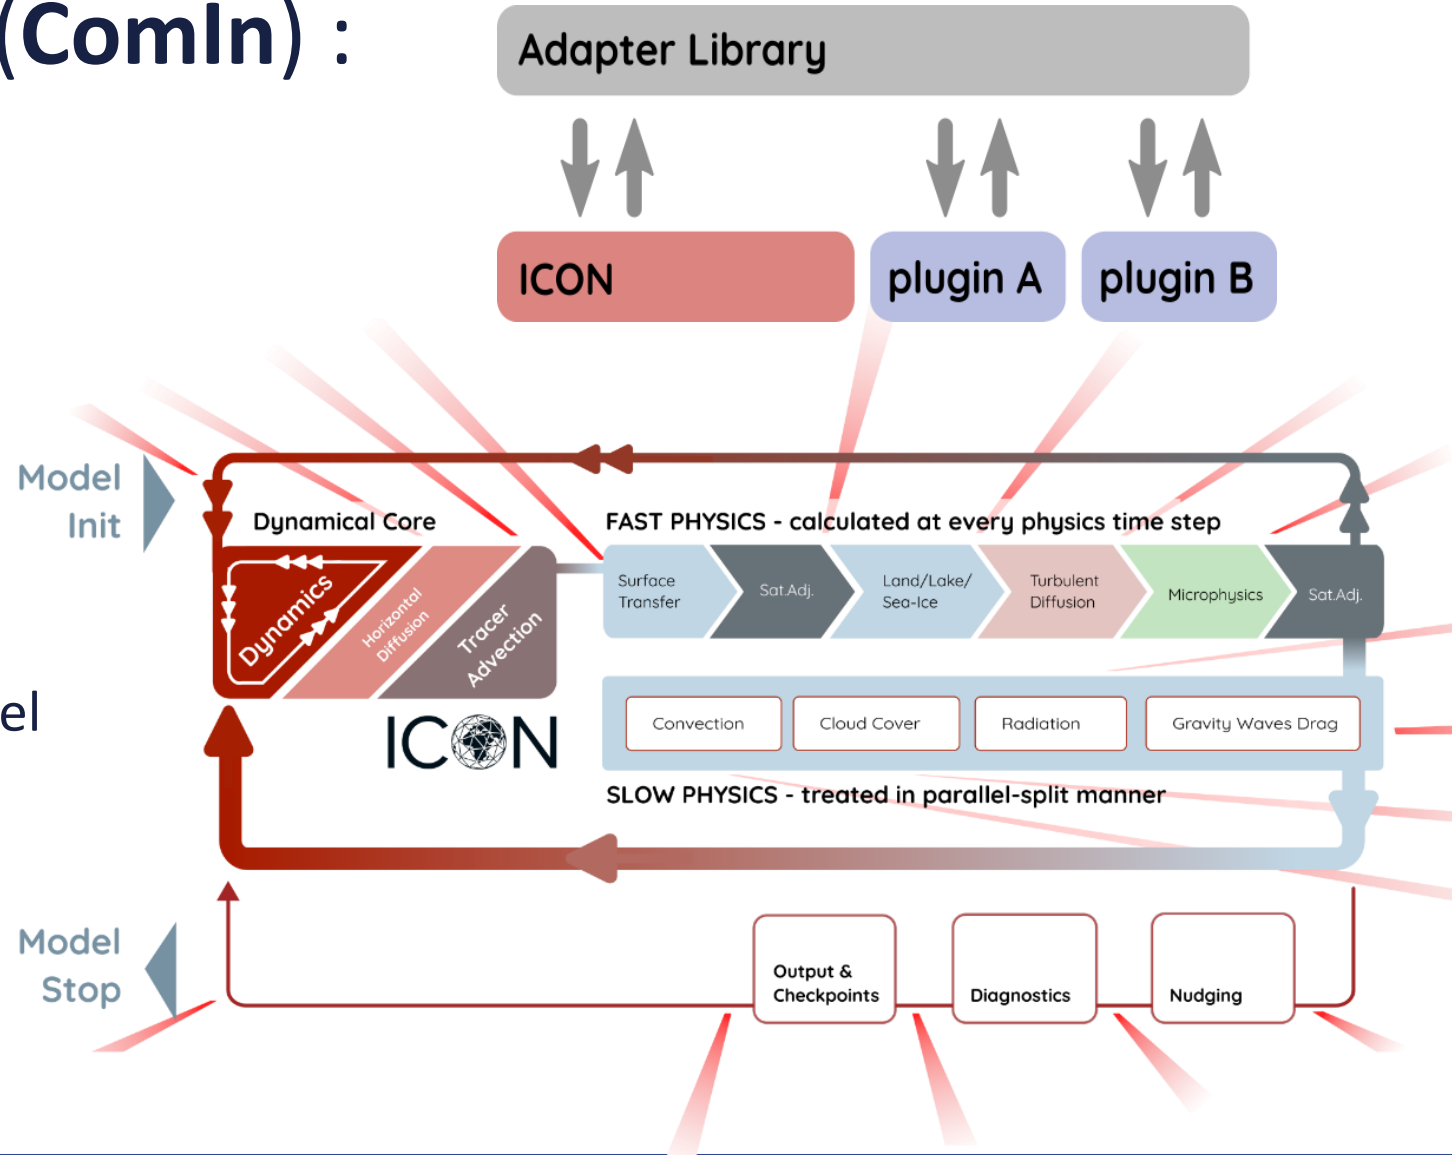 (ComIn) :
Adapter Library
ICON
plugin A
plugin B
Model
Init
Dynamical Core
FAST PHYSICS - calculated at every physics time step
Dynamics
Horizontal
Diffusion
Tracer
Advection
Surface
Transfer
Sat.Adj.
Land/Lake/
Sea-Ice
Turbulent
Diffusion
Microphysics
Sat.Adj.
el
ICON
Convection
Cloud Cover
Radiation
Gravity Waves Drag
SLOW PHYSICS - treated in parallel-split manner
Model
Stop
Output &
Checkpoints
Diagnostics
Nudging